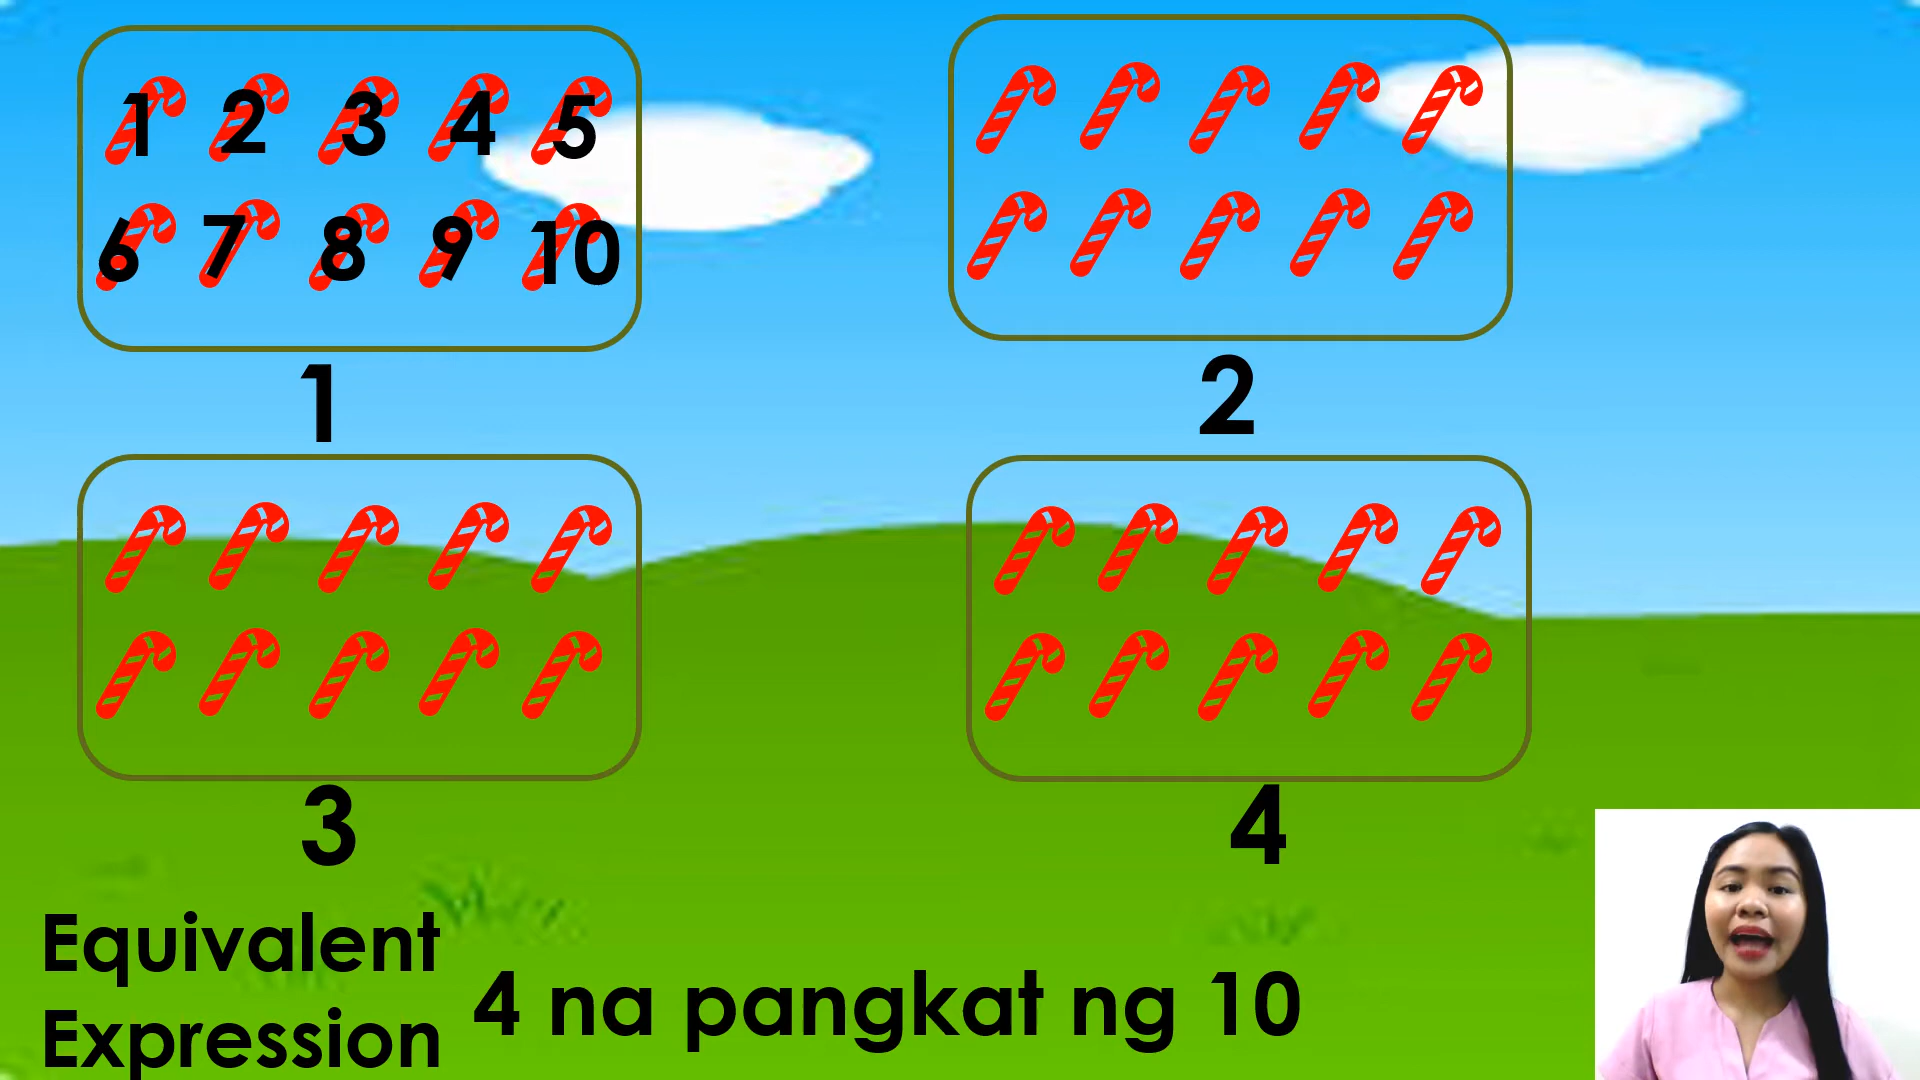 1 2 3 4 5
6 7 8 9 10
1
2
3
4
Equivalent
Expression
4 na pangkat ng 10